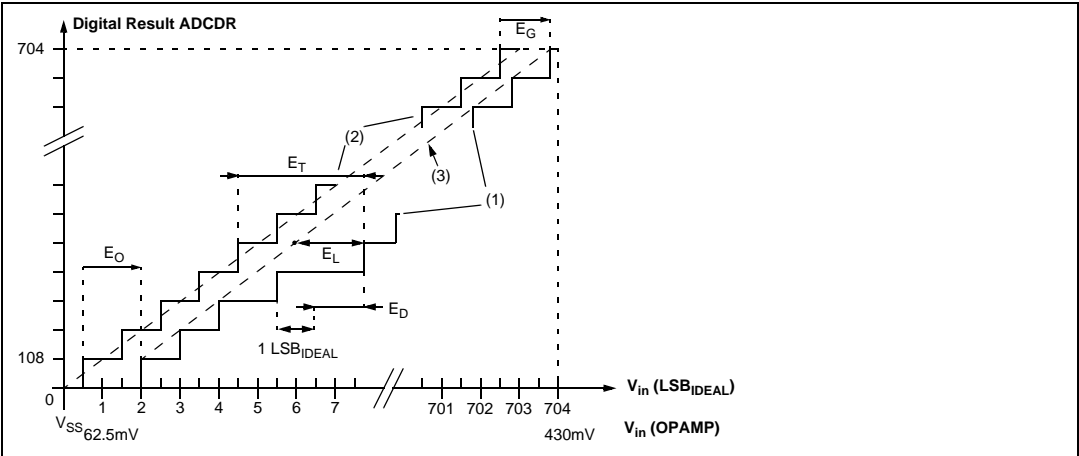 Digital Result ADCDR
E_G
704
(2)
E_T
(3)
(1)
E_O
E_L
E_D
1 LSB_IDEAL
108
0
1 2 3 4 5 6 7 701 702 703 704
V_in (LSB_IDEAL)
V_SS 62.5mV
430mV
V_in (OPAMP)